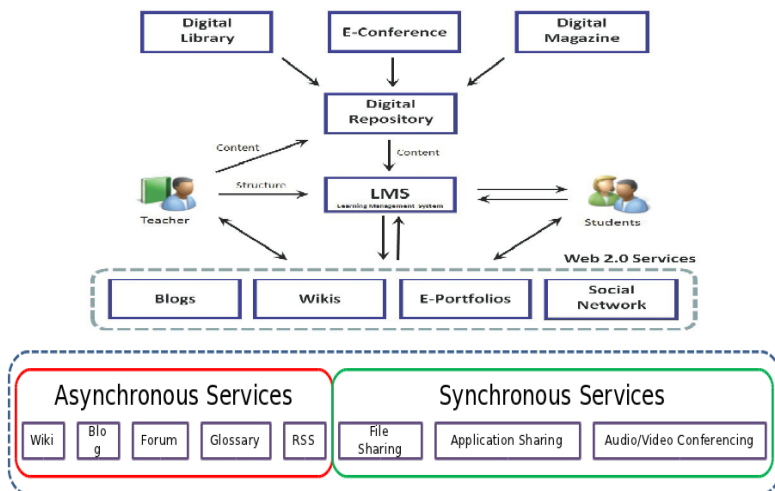 Digital
Library
E-Conference
Digital
Magazine
Digital
Repository
Content
Content
Structure
LMS
Learning Management System
Teacher
Students
Web 2.0 Services
Blogs
Wikis
E-Portfolios
Social
Network
Asynchronous Services
Synchronous Services
Wiki
Blo
g
Forum
Glossary
RSS
File
Sharing
Application Sharing
Audio/Video Conferencing